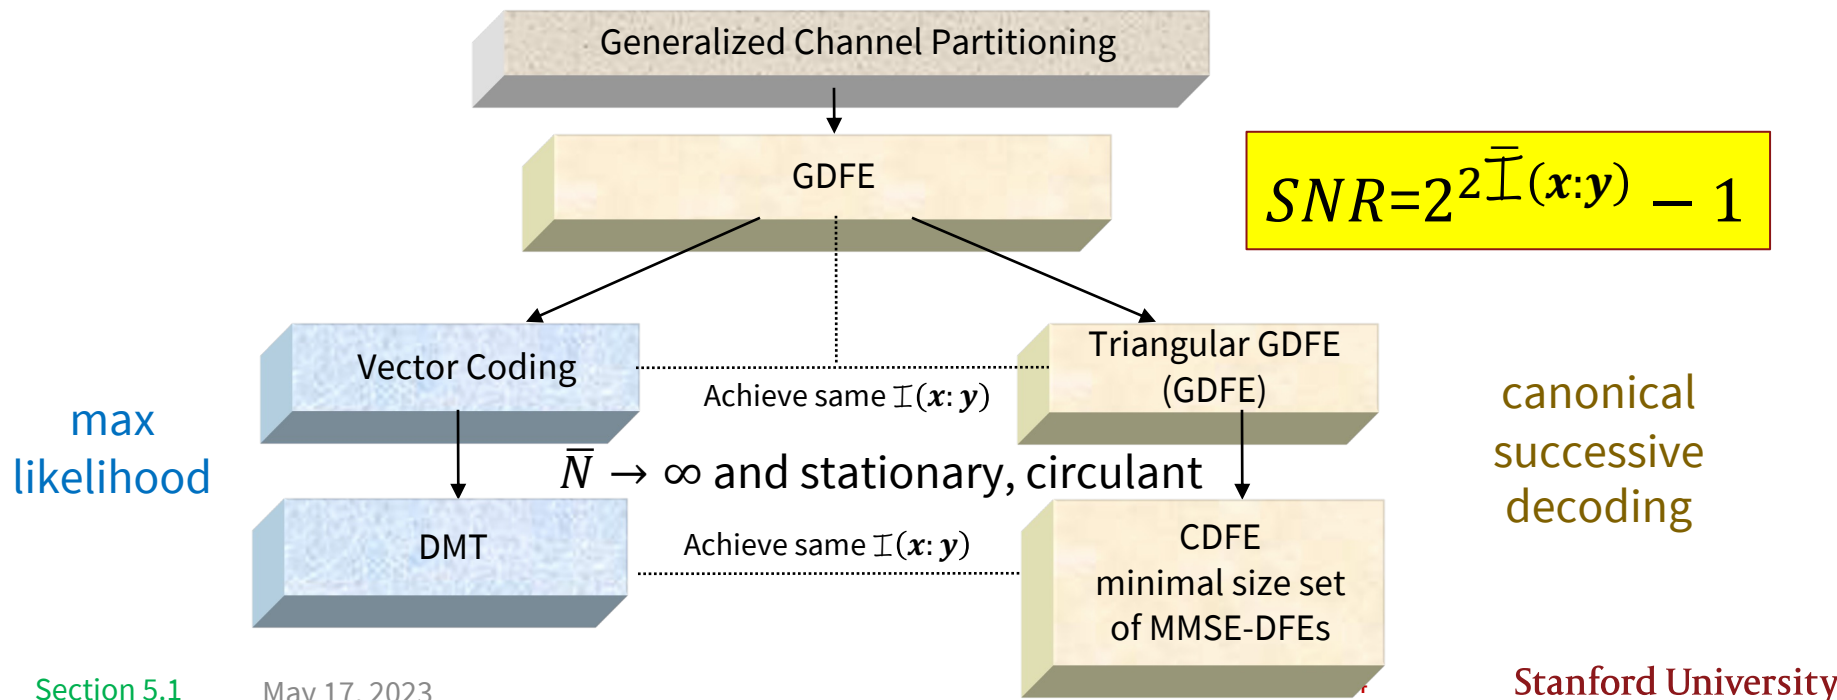 Generalized Channel Partitioning
GDFE
SNR=2^{2\bar{I}(x:y)} − 1
Vector Coding
Triangular GDFE
(GDFE)
Achieve same I(x: y)
max
likelihood
canonical
successive
decoding
N̅ → ∞ and stationary, circulant
DMT
Achieve same I(x: y)
CDFE
minimal size set
of MMSE-DFEs
Section 5.1
May 17, 2023
Stanford University